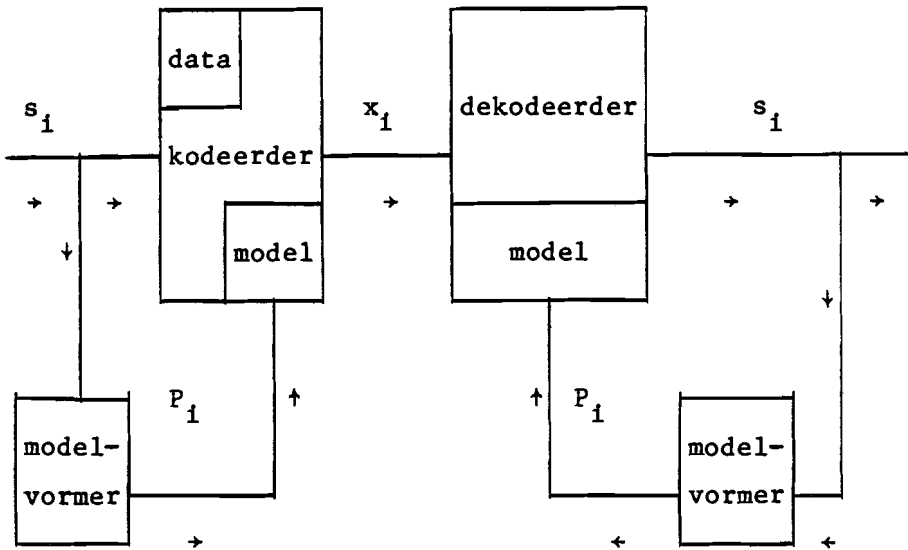 data
s_i
x_i
dekodeerder
s_i
kodeerder
model
model
P_i
P_i
model-
vormer
model-
vormer